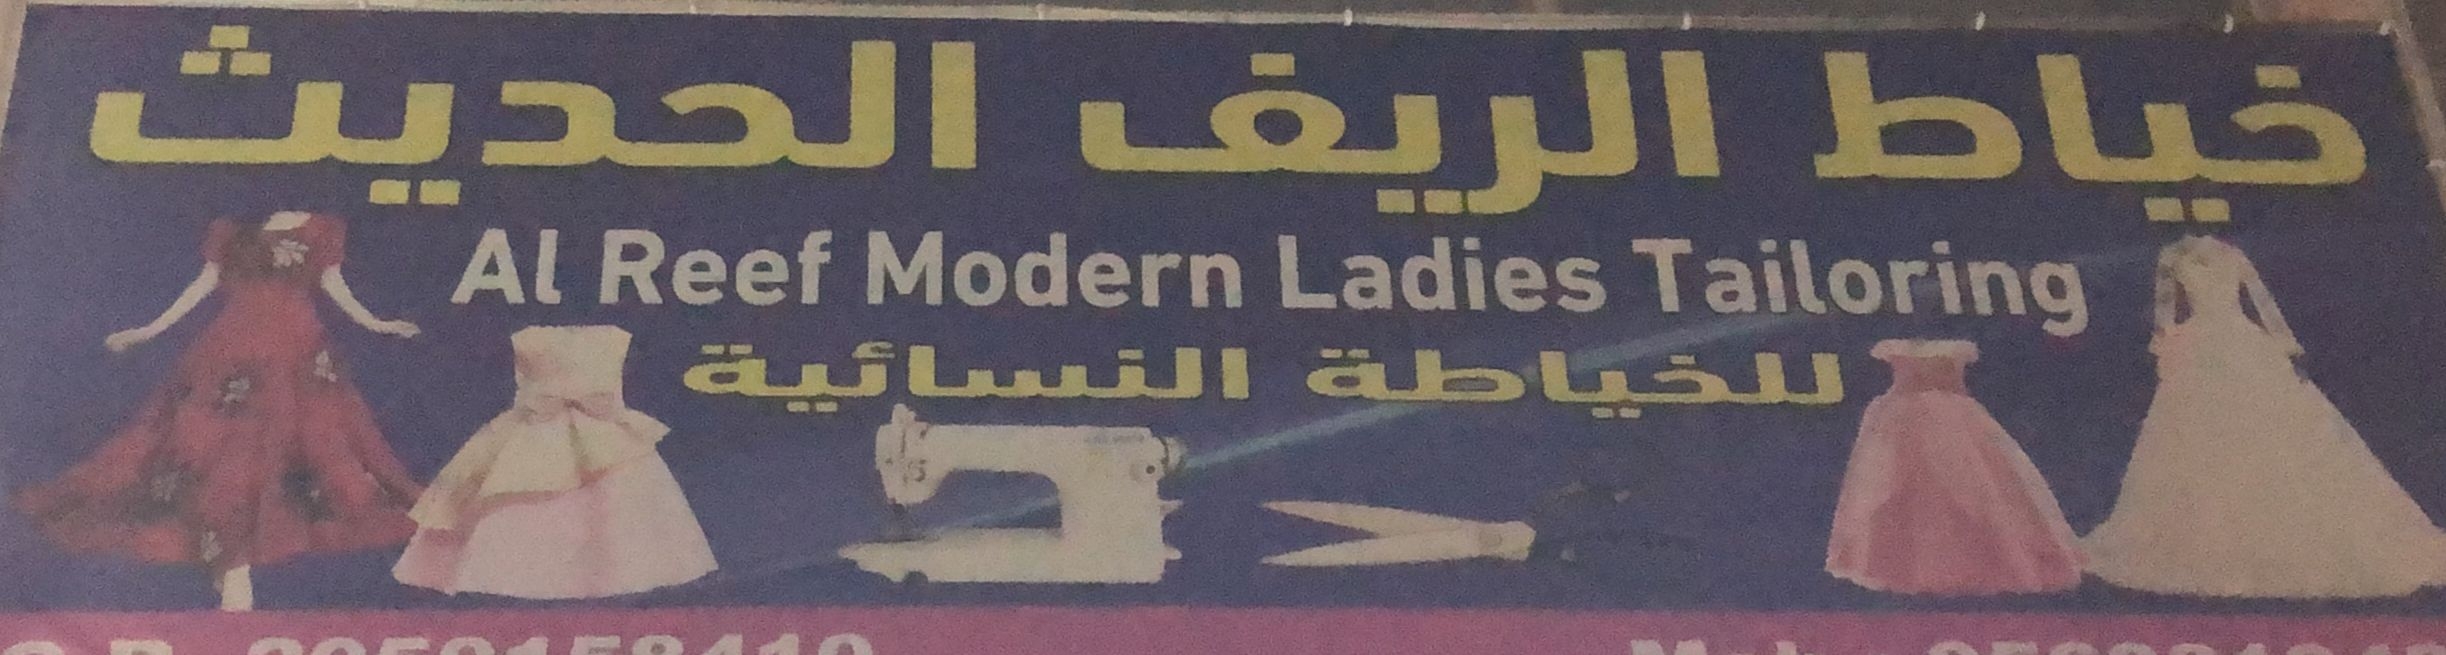 خياط الريف الحديث
Al Reef Modern Ladies Tailoring
للخياطة النسائية